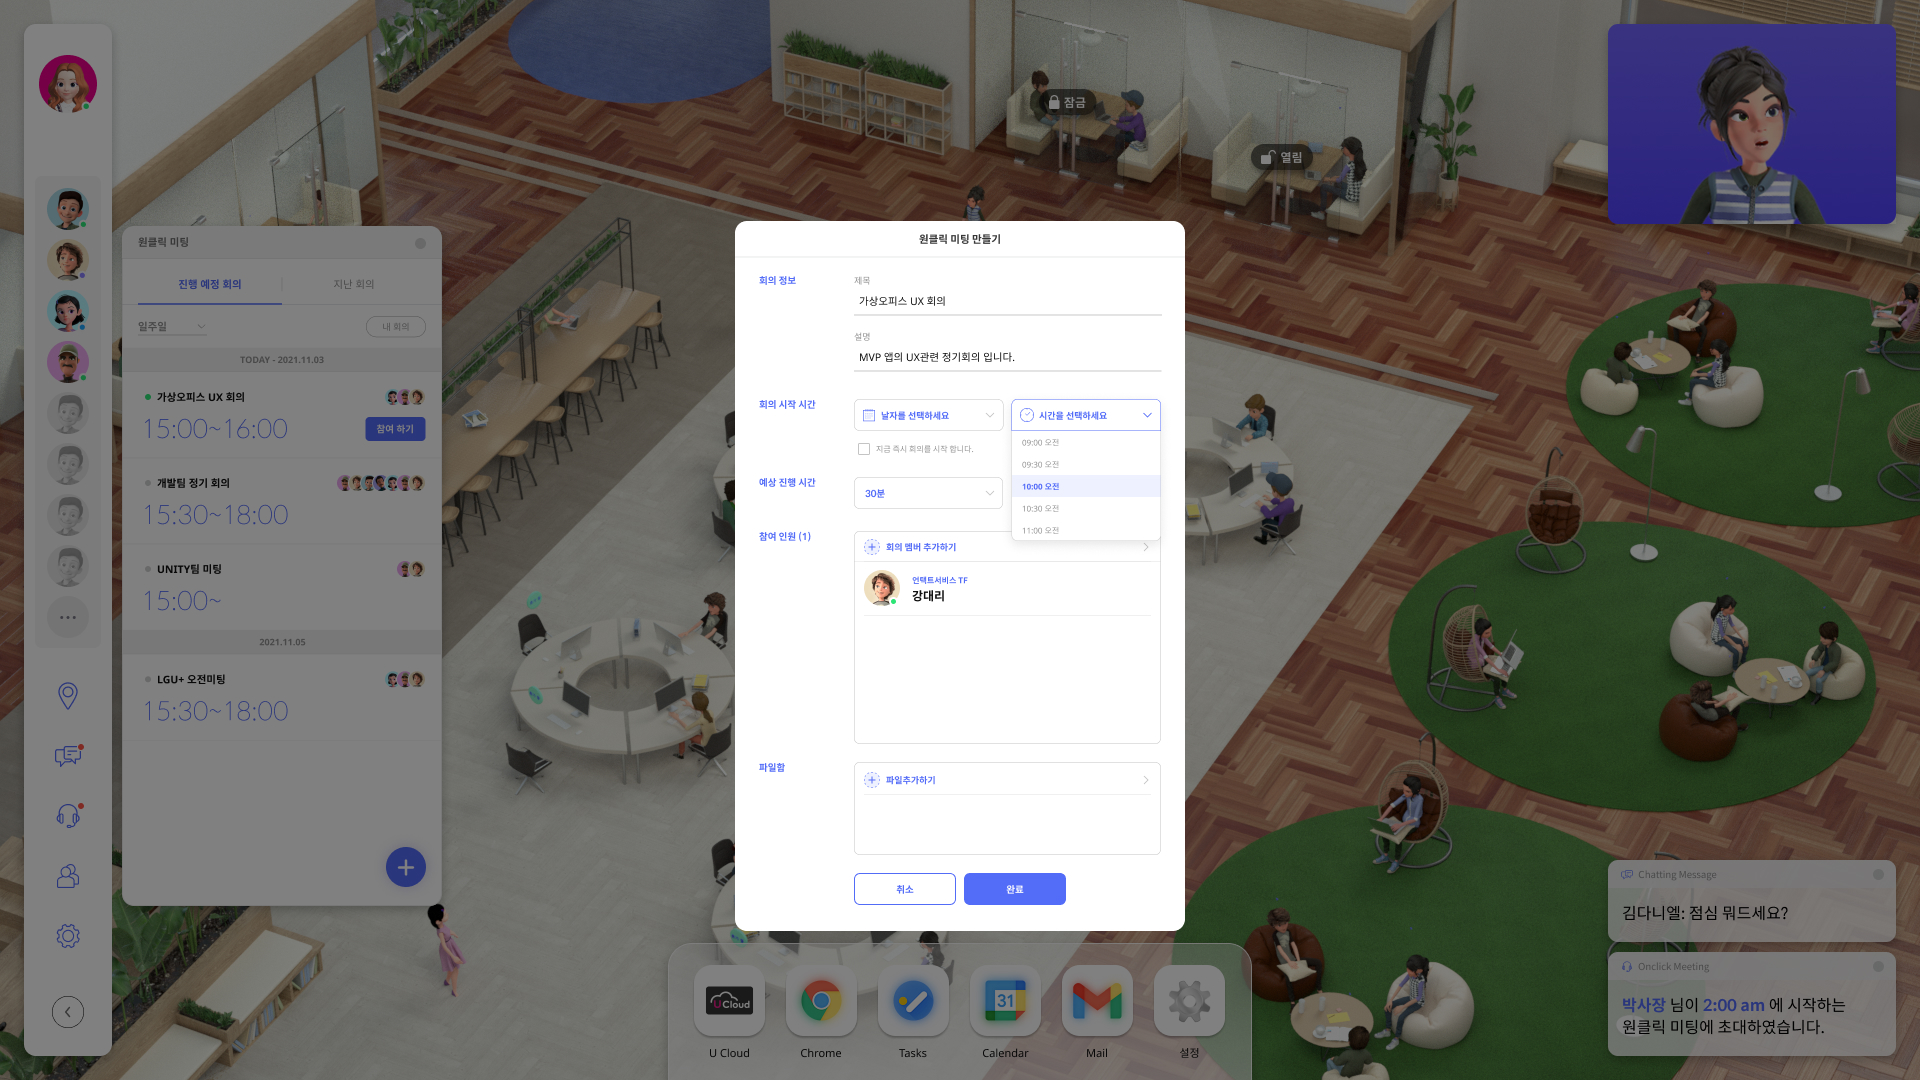 잠금
열림
원클릭 미팅
진행 예정 회의
지난 회의
일주일
내 회의
TODAY - 2021.11.03
가상오피스 UX 회의
15:00~16:00
참여 하기
개발팀 정기 회의
15:30~18:00
UNITY팀 미팅
15:00~
2021.11.05
LGU+ 오전미팅
15:30~18:00
원클릭 미팅 만들기
회의 정보
제목
가상오피스 UX 회의
설명
MVP 앱의 UX관련 정기회의 입니다.
회의 시작 시간
날자를 선택하세요
시간을 선택하세요
지금 즉시 회의를 시작 합니다.
09:00 오전
09:30 오전
10:00 오전
10:30 오전
11:00 오전
예상 진행 시간
30분
참여 인원 (1)
회의 멤버 추가하기
언택트서비스 TF
강대리
파일함
파일추가하기
취소
완료
Chatting Message
김다니엘: 점심 뭐드세요?
Onclick Meeting
박사장 님이 2:00 am 에 시작하는
원클릭 미팅에 초대하였습니다.
UCloud
31
U Cloud
Chrome
Tasks
Calendar
Mail
설정